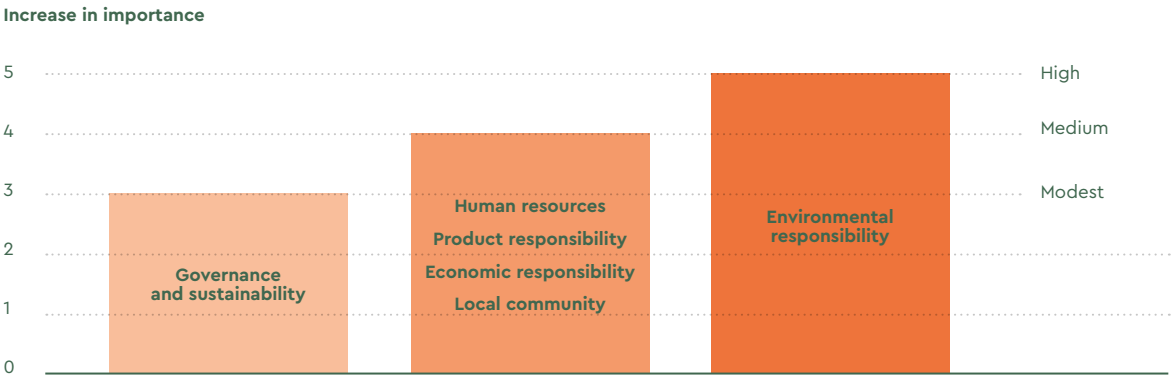 Increase in importance
5
High
4
Medium
3
Modest
Human resources
Environmental
responsibility
Product responsibility
2
Governance
and sustainability
Economic responsibility
Local community
1
0